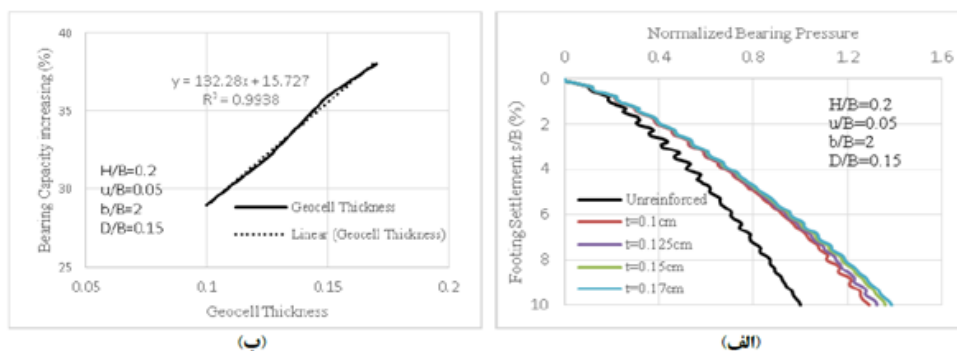 Bearing Capacity increasing (%)
40
35
30
25
y = 132.28x + 15.727
R² = 0.9938
H/B=0.2
u/B=0.05
b/B=2
D/B=0.15
Geocell Thickness
Linear (Geocell Thickness)
0.05 0.1 0.15 0.2
Geocell Thickness
(ب)
Normalized Bearing Pressure
0 0.4 0.8 1.2 1.6
Footing Settlement s/B (%)
0
2
4
6
8
10
H/B=0.2
u/B=0.05
b/B=2
D/B=0.15
Unreinforced
t=0.1cm
t=0.125cm
t=0.15cm
t=0.17cm
(الف)